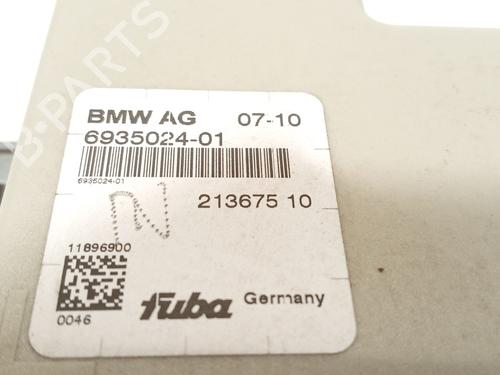 B-PARTS
BMW AG 07-10
6935024-01
6935024-01
213675 10
N
11896900
0046
fuba Germany